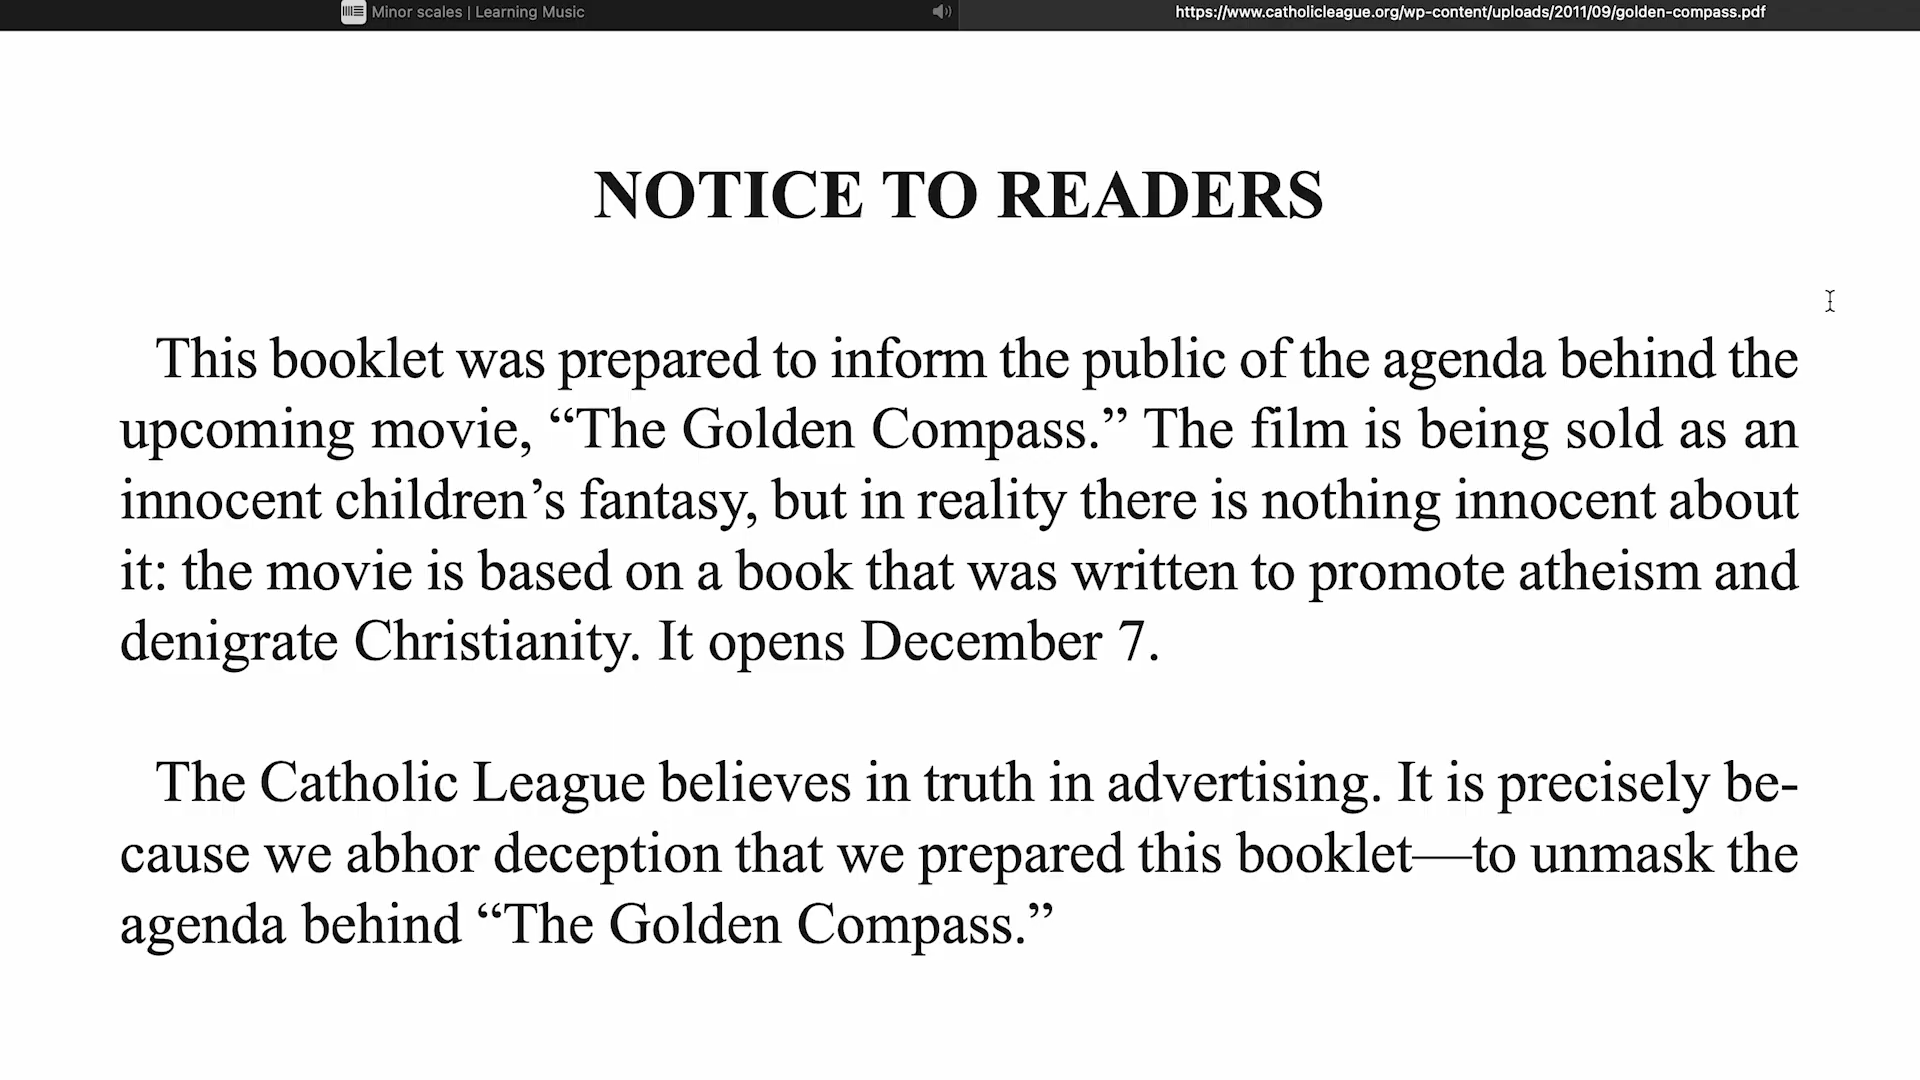 Minor scales | Learning Music
https://www.catholicleague.org/wp-content/uploads/2011/09/golden-compass.pdf
NOTICE TO READERS
This booklet was prepared to inform the public of the agenda behind the
upcoming movie, “The Golden Compass.” The film is being sold as an
innocent children’s fantasy, but in reality there is nothing innocent about
it: the movie is based on a book that was written to promote atheism and
denigrate Christianity. It opens December 7.
The Catholic League believes in truth in advertising. It is precisely be-
cause we abhor deception that we prepared this booklet—to unmask the
agenda behind “The Golden Compass.”